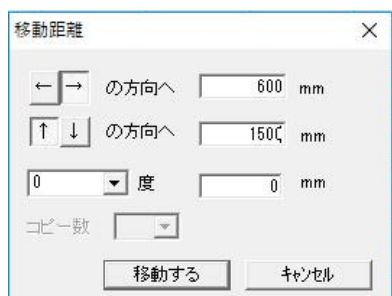 移動距離
← → の方向へ 600 mm
↑ ↓ の方向へ 1500 mm
0 度 0 mm
コピー数
移動する キャンセル